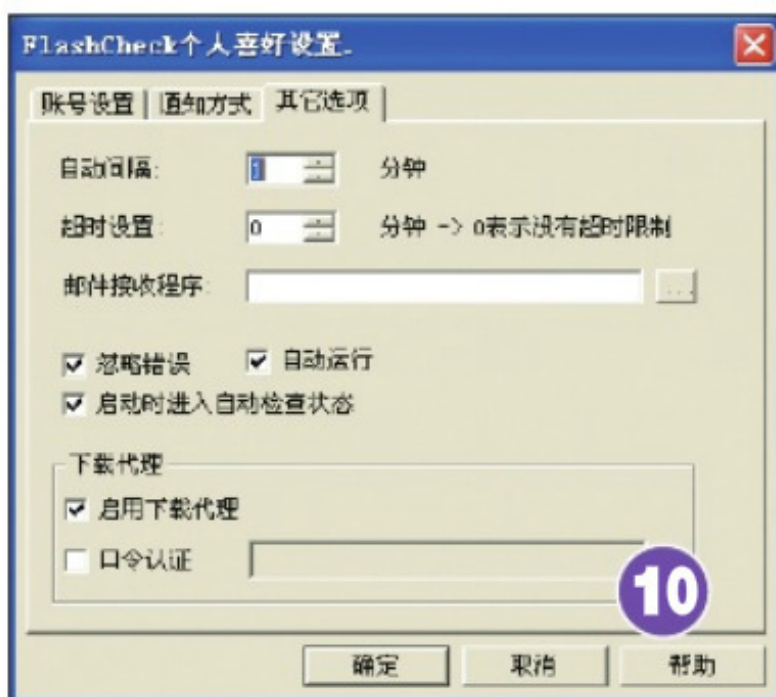 FlashCheck个人喜好设置.
账号设置 通知方式 其它选项
自动间隔: 1 分钟
超时设置: 0 分钟 -> 0表示没有超时限制
邮件接收程序: ...
忽略错误 自动运行
启动时进入自动检查状态
下载代理
启用下载代理
口令认证
10
确定 取消 帮助